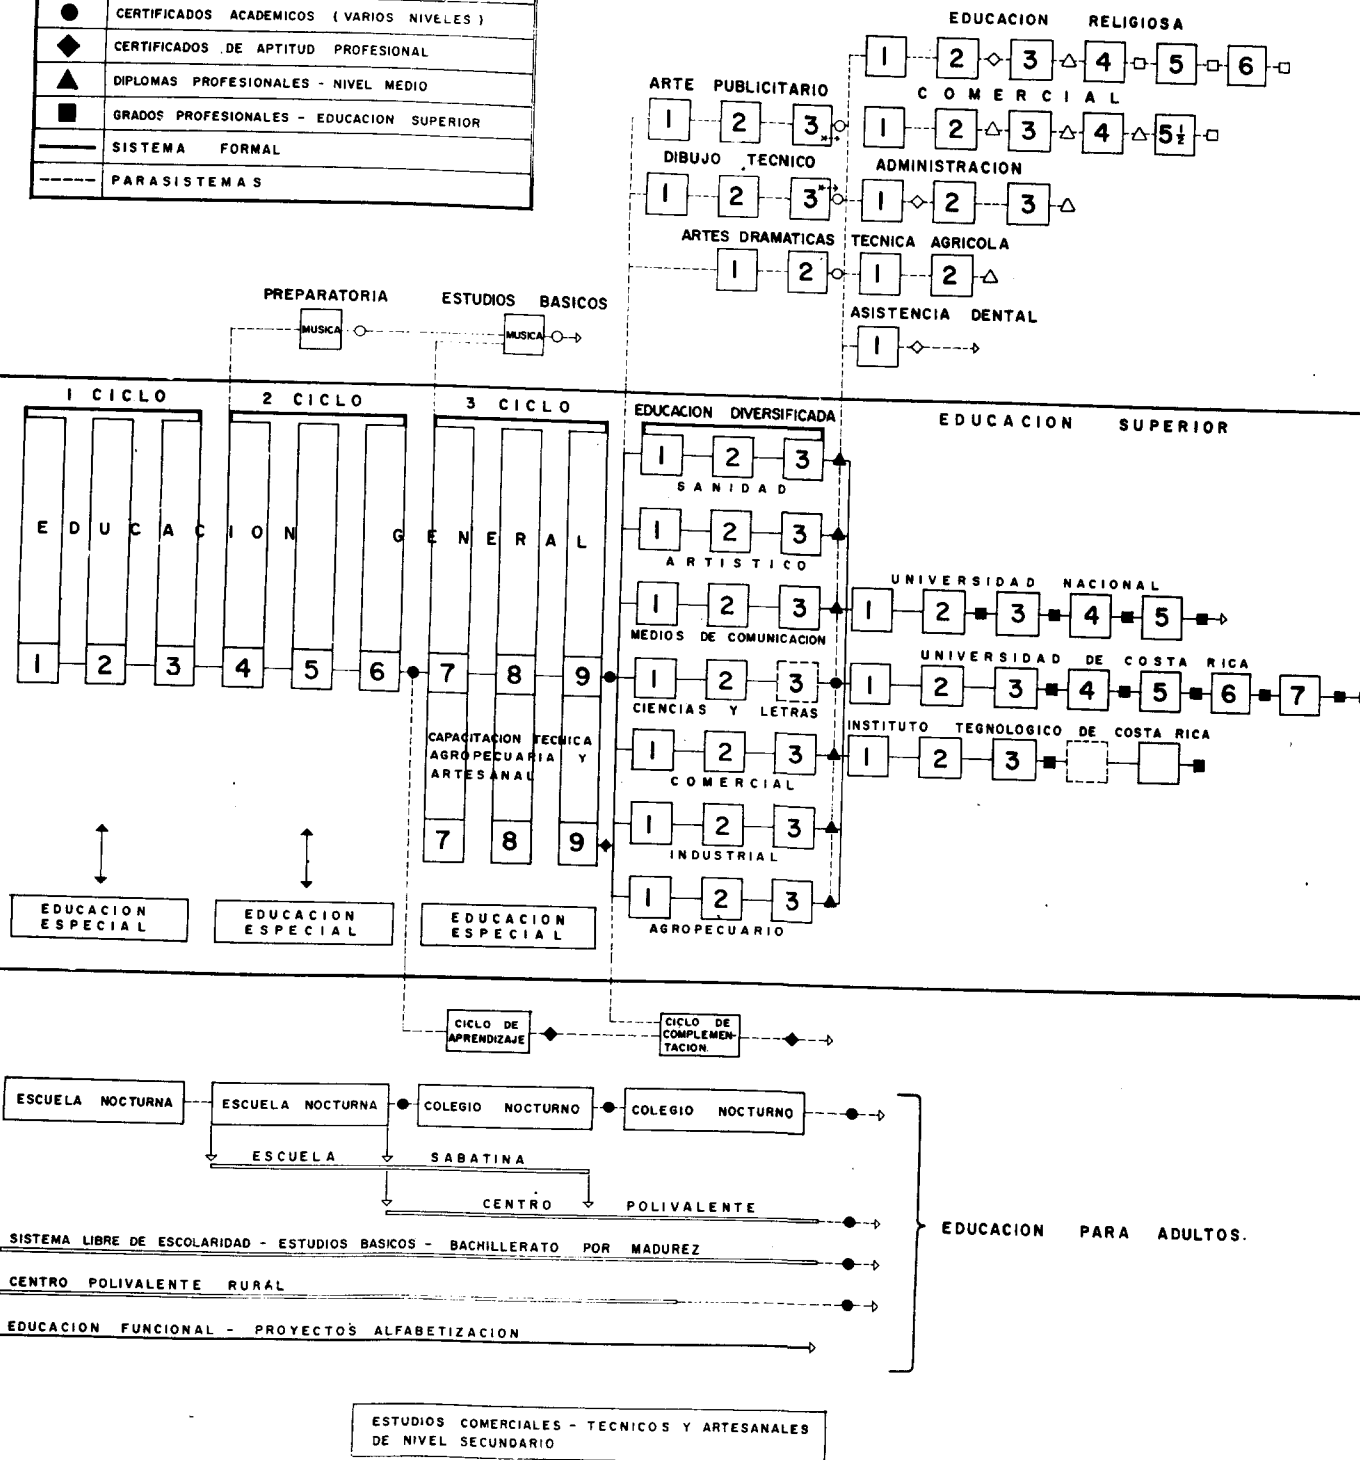 CERTIFICADOS ACADEMICOS (VARIOS NIVELES)
CERTIFICADOS DE APTITUD PROFESIONAL
DIPLOMAS PROFESIONALES - NIVEL MEDIO
GRADOS PROFESIONALES - EDUCACION SUPERIOR
SISTEMA FORMAL
PARASISTEMAS
EDUCACION RELIGIOSA
1 2 3 4 5 6
COMERCIAL
1 2 3 4 5½
ADMINISTRACION
1 2 3
TECNICA AGRICOLA
1 2
ASISTENCIA DENTAL
1
ARTE PUBLICITARIO
1 2 3
DIBUJO TECNICO
1 2 3
ARTES DRAMATICAS
1 2
PREPARATORIA
MUSICA
ESTUDIOS BASICOS
MUSICA
1 CICLO
2 CICLO
3 CICLO
EDUCACION GENERAL
1 2 3 4 5 6 7 8 9
CAPACITACION TECNICA
AGROPECUARIA Y
ARTESANAL
7 8 9
EDUCACION
ESPECIAL
EDUCACION
ESPECIAL
EDUCACION
ESPECIAL
EDUCACION DIVERSIFICADA
1 2 3
SANIDAD
1 2 3
ARTISTICO
1 2 3
MEDIOS DE COMUNICACION
1 2 3
CIENCIAS Y LETRAS
1 2 3
COMERCIAL
1 2 3
INDUSTRIAL
1 2 3
AGROPECUARIO
EDUCACION SUPERIOR
UNIVERSIDAD NACIONAL
1 2 3 4 5
UNIVERSIDAD DE COSTA RICA
1 2 3 4 5 6 7
INSTITUTO TEGNOLOGICO DE COSTA RICA
1 2 3
CICLO DE
APRENDIZAJE
CICLO DE
COMPLEMEN-
TACION.
ESCUELA NOCTURNA
ESCUELA NOCTURNA
COLEGIO NOCTURNO
COLEGIO NOCTURNO
ESCUELA SABATINA
CENTRO POLIVALENTE
SISTEMA LIBRE DE ESCOLARIDAD - ESTUDIOS BASICOS - BACHILLERATO POR MADUREZ
CENTRO POLIVALENTE RURAL
EDUCACION FUNCIONAL - PROYECTOS ALFABETIZACION
EDUCACION PARA ADULTOS.
ESTUDIOS COMERCIALES - TECNICOS Y ARTESANALES
DE NIVEL SECUNDARIO